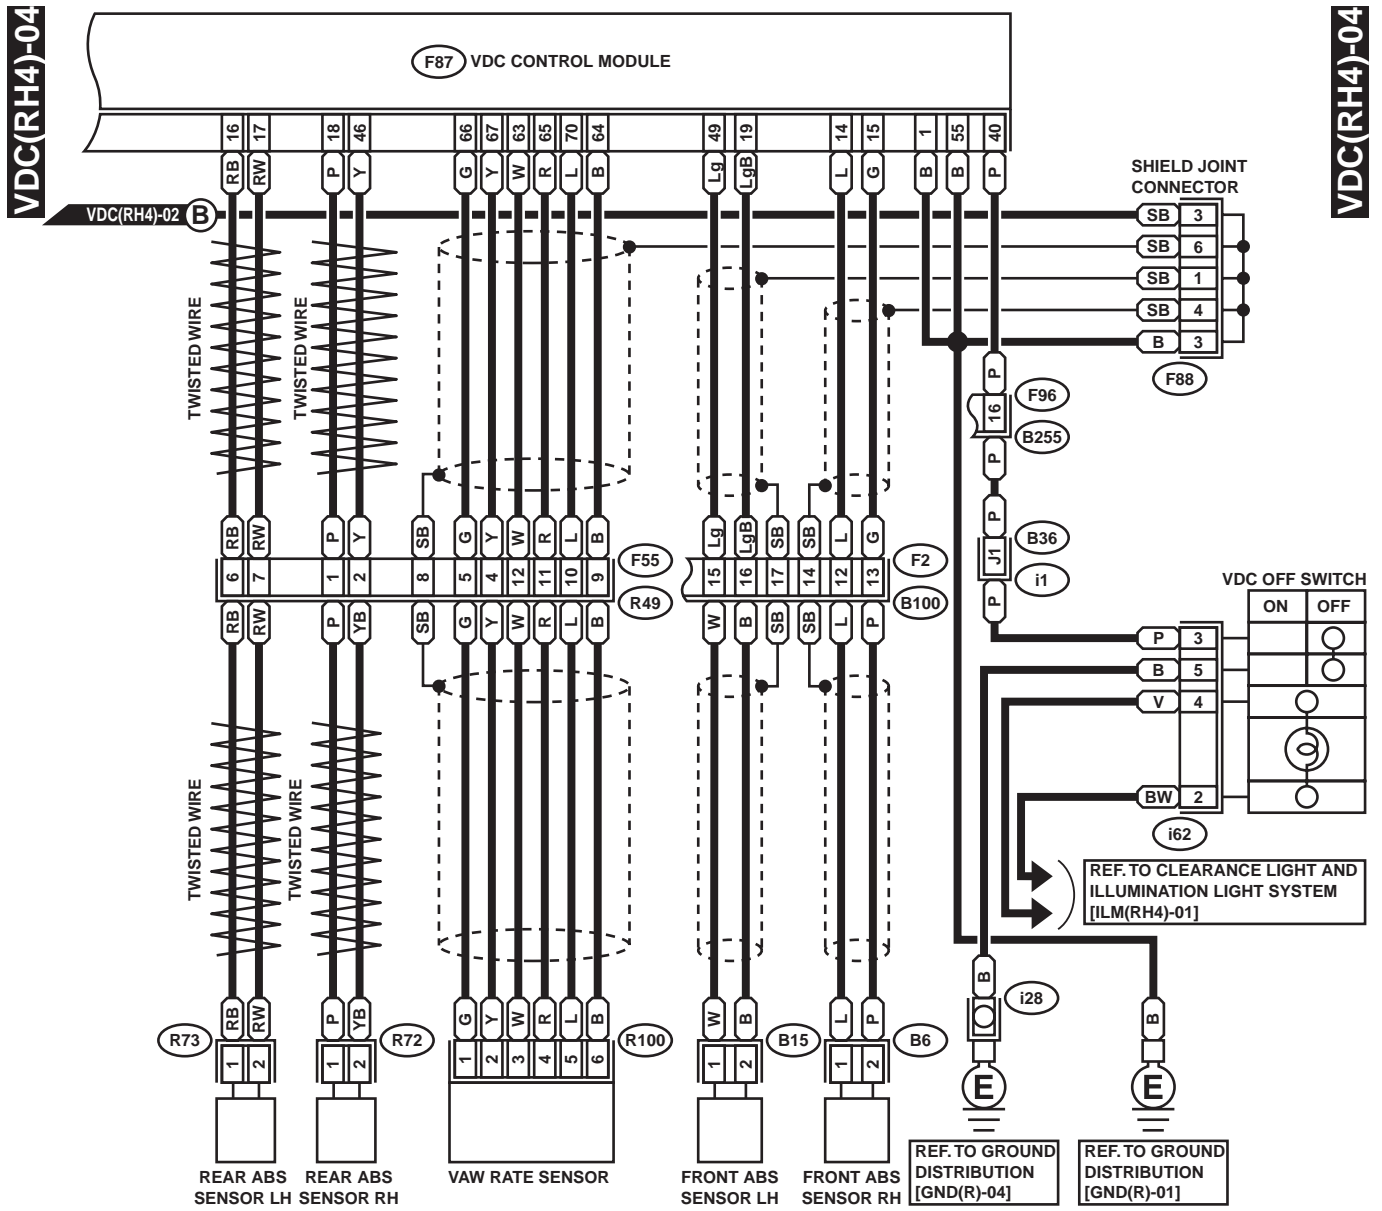 VDC(RH4)-04
VDC(RH4)-04
F87 VDC CONTROL MODULE
16 17 18 46 66 67 63 65 70 64 49 19 14 15 1 55 40
RB RW P Y G Y W R L B Lg LgB L G B B P
SHIELD JOINT
CONNECTOR
VDC(RH4)-02 B
SB 3
SB 6
SB 1
SB 4
B 3
F88
TWISTED WIRE
TWISTED WIRE
P
16
F96
B255
P
P
J1
B36
i1
P
RB RW P Y SB G Y W R L B Lg LgB SB SB L G
6 7 1 2 8 5 4 12 11 10 9 15 16 17 14 12 13
F55
R49
F2
B100
RB RW P YB SB G Y W R L B W B SB SB L P
VDC OFF SWITCH
ON OFF
P 3
B 5
V 4
BW 2
i62
TWISTED WIRE
TWISTED WIRE
REF. TO CLEARANCE LIGHT AND
ILLUMINATION LIGHT SYSTEM
[ILM(RH4)-01]
B
i28
B
RB RW P YB G Y W R L B W B L P
R73
R72
R100
B15
B6
1 2 1 2 1 2 3 4 5 6 1 2 1 2
E
E
REAR ABS
SENSOR LH
REAR ABS
SENSOR RH
VAW RATE SENSOR
FRONT ABS
SENSOR LH
FRONT ABS
SENSOR RH
REF. TO GROUND
DISTRIBUTION
[GND(R)-04]
REF. TO GROUND
DISTRIBUTION
[GND(R)-01]